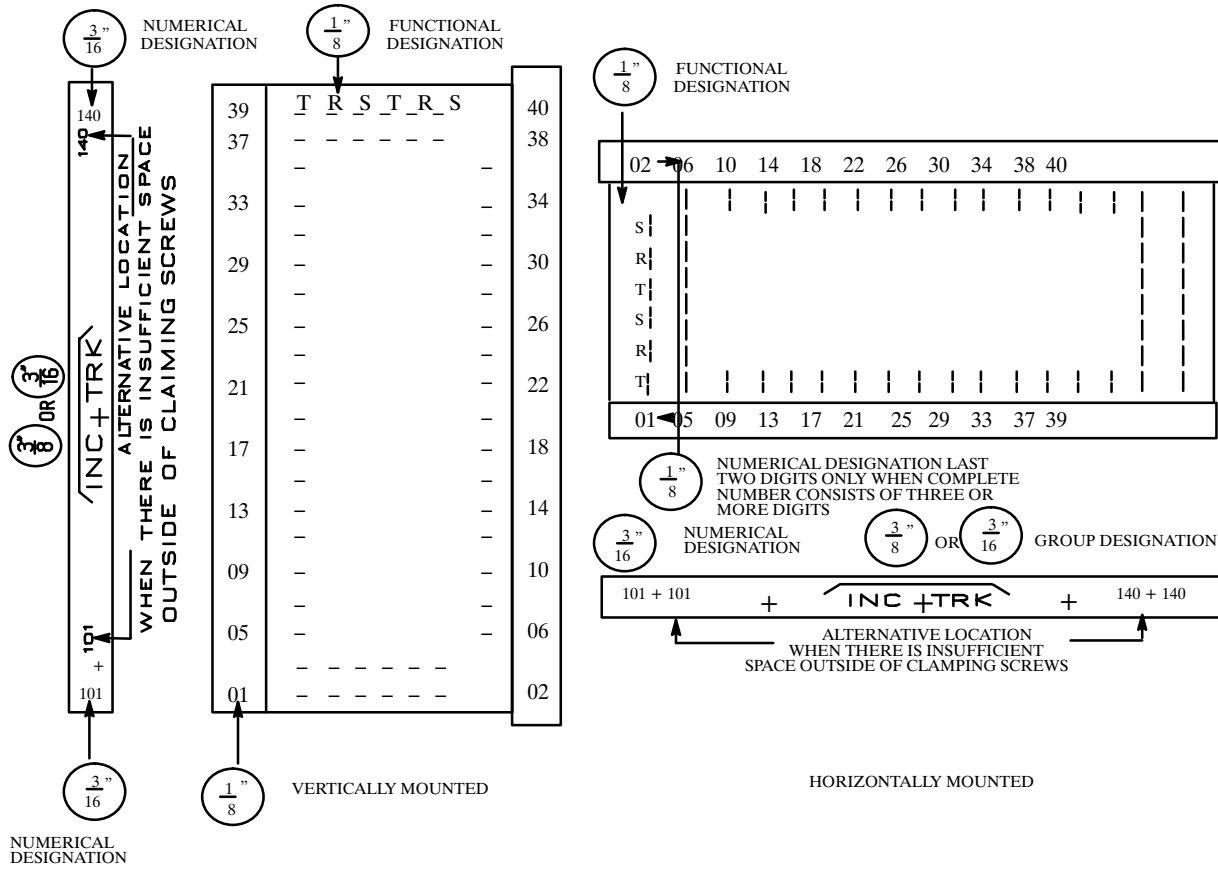 3/16" NUMERICAL
DESIGNATION
1/8" FUNCTIONAL
DESIGNATION
140
140
ALTERNATIVE LOCATION
WHEN THERE IS INSUFFICIENT SPACE
OUTSIDE OF CLAIMING SCREWS
INC+TRK
3/8" OR 3/16"
101
+
101
3/16"
NUMERICAL
DESIGNATION
T R S T R S
39
37
33
29
25
21
17
13
09
05
01
40
38
34
30
26
22
18
14
10
06
02
1/8"
VERTICALLY MOUNTED
1/8" FUNCTIONAL
DESIGNATION
02 06 10 14 18 22 26 30 34 38 40
S
R
T
S
R
T
01 05 09 13 17 21 25 29 33 37 39
1/8" NUMERICAL DESIGNATION LAST
TWO DIGITS ONLY WHEN COMPLETE
NUMBER CONSISTS OF THREE OR
MORE DIGITS
3/16" NUMERICAL
DESIGNATION
3/8" OR 3/16" GROUP DESIGNATION
101 + 101 + INC +TRK + 140 + 140
ALTERNATIVE LOCATION
WHEN THERE IS INSUFFICIENT
SPACE OUTSIDE OF CLAMPING SCREWS
HORIZONTALLY MOUNTED